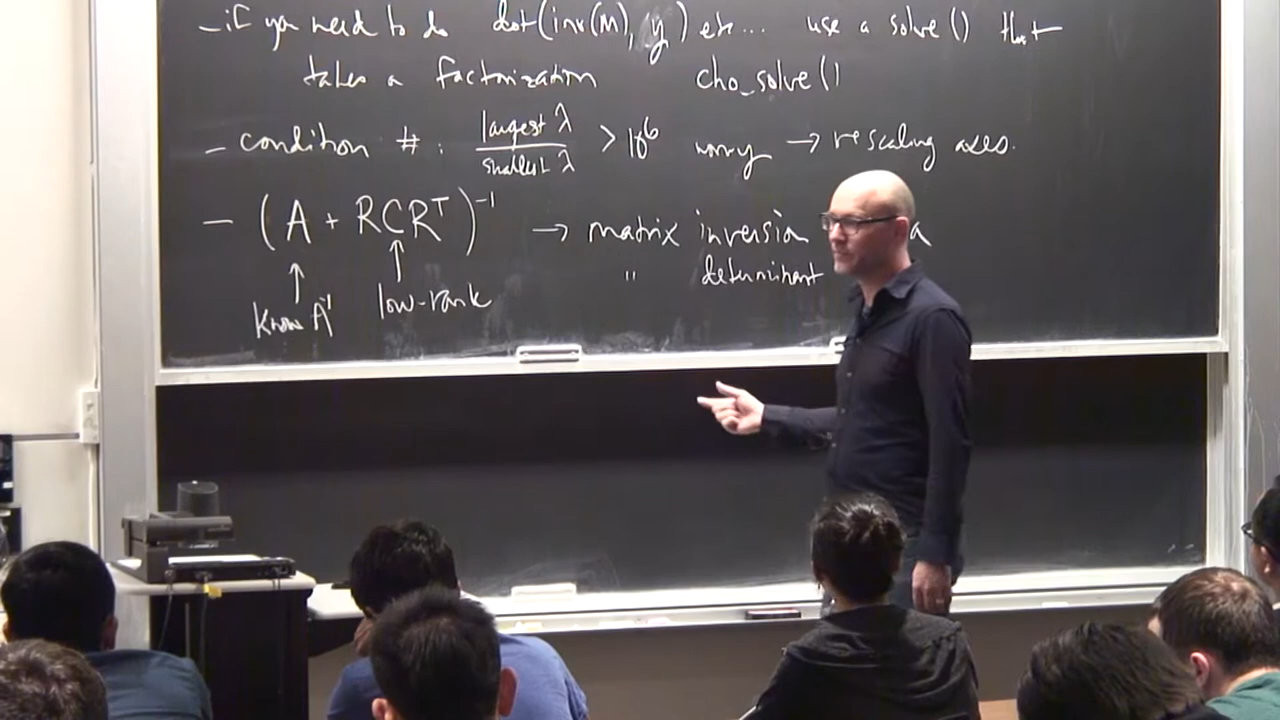 - if you need to do dot(inv(M), y) etc... use a solve() that
takes a factorization cho_solve()
- condition #: largest λ / smallest λ > 10^6 worry → rescaling axes.
- (A + RCR^T)^-1 → matrix inversion a
↑ ↑ " determinant
know A^-1 low-rank